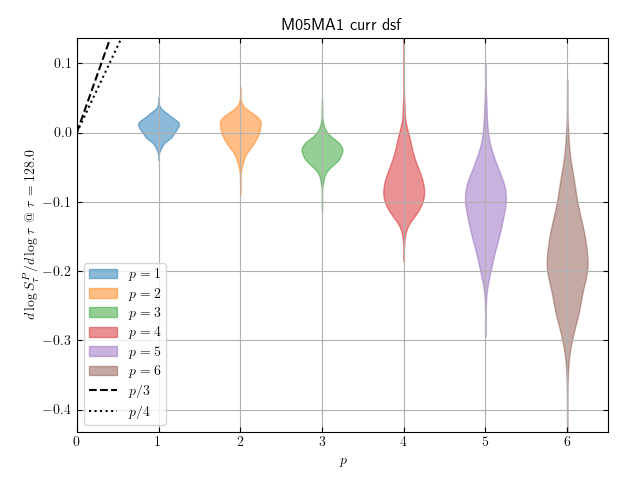 M05MA1 curr dsf
0.1
0.0
−0.1
−0.2
−0.3
−0.4
d log S_τ^P / d log τ @ τ = 128.0
p = 1
p = 2
p = 3
p = 4
p = 5
p = 6
p/3
p/4
0 1 2 3 4 5 6
p